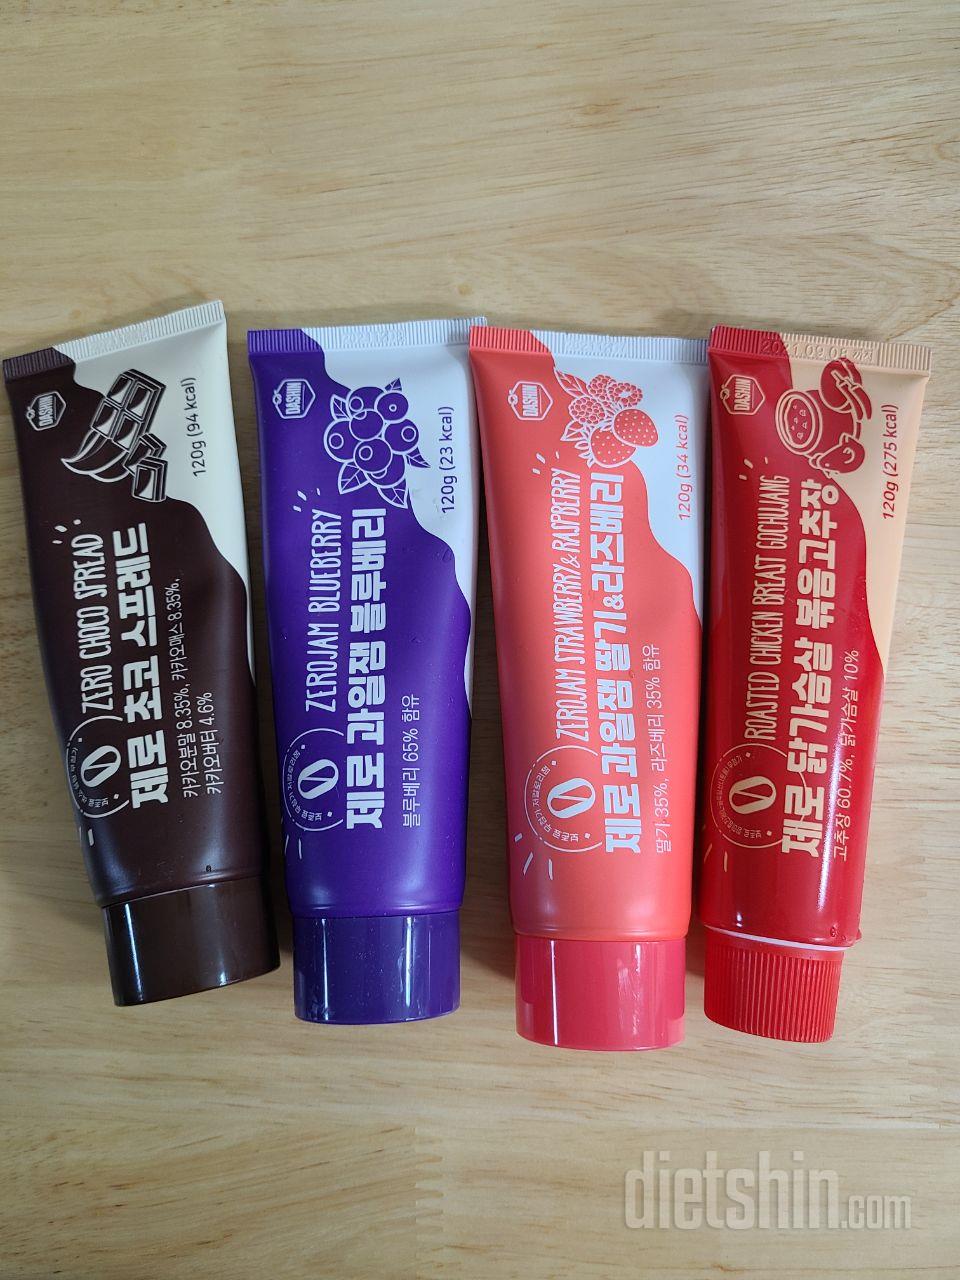 DASHIN
120g (94 kcal)
ZERO CHOCO SPREAD
제로 초코 스프레드
카카오분말 8.35%, 카카오매스 8.35%,
카카오버터 4.6%
DASHIN
120g (23 kcal)
ZEROJAM BLUEBERRY
제로 과일잼 블루베리
블루베리 65% 함유
DASHIN
120g (34 kcal)
ZEROJAM STRAWBERRY & RASPBERRY
제로 과일잼 딸기&라즈베리
딸기 35%, 라즈베리 35% 함유
DASHIN
120g (275 kcal)
ROASTED CHICKEN BREAST GOCHUJANG
제로 닭가슴살 볶음고추장
고추장 60.7%, 닭가슴살 10%
dietshin.com